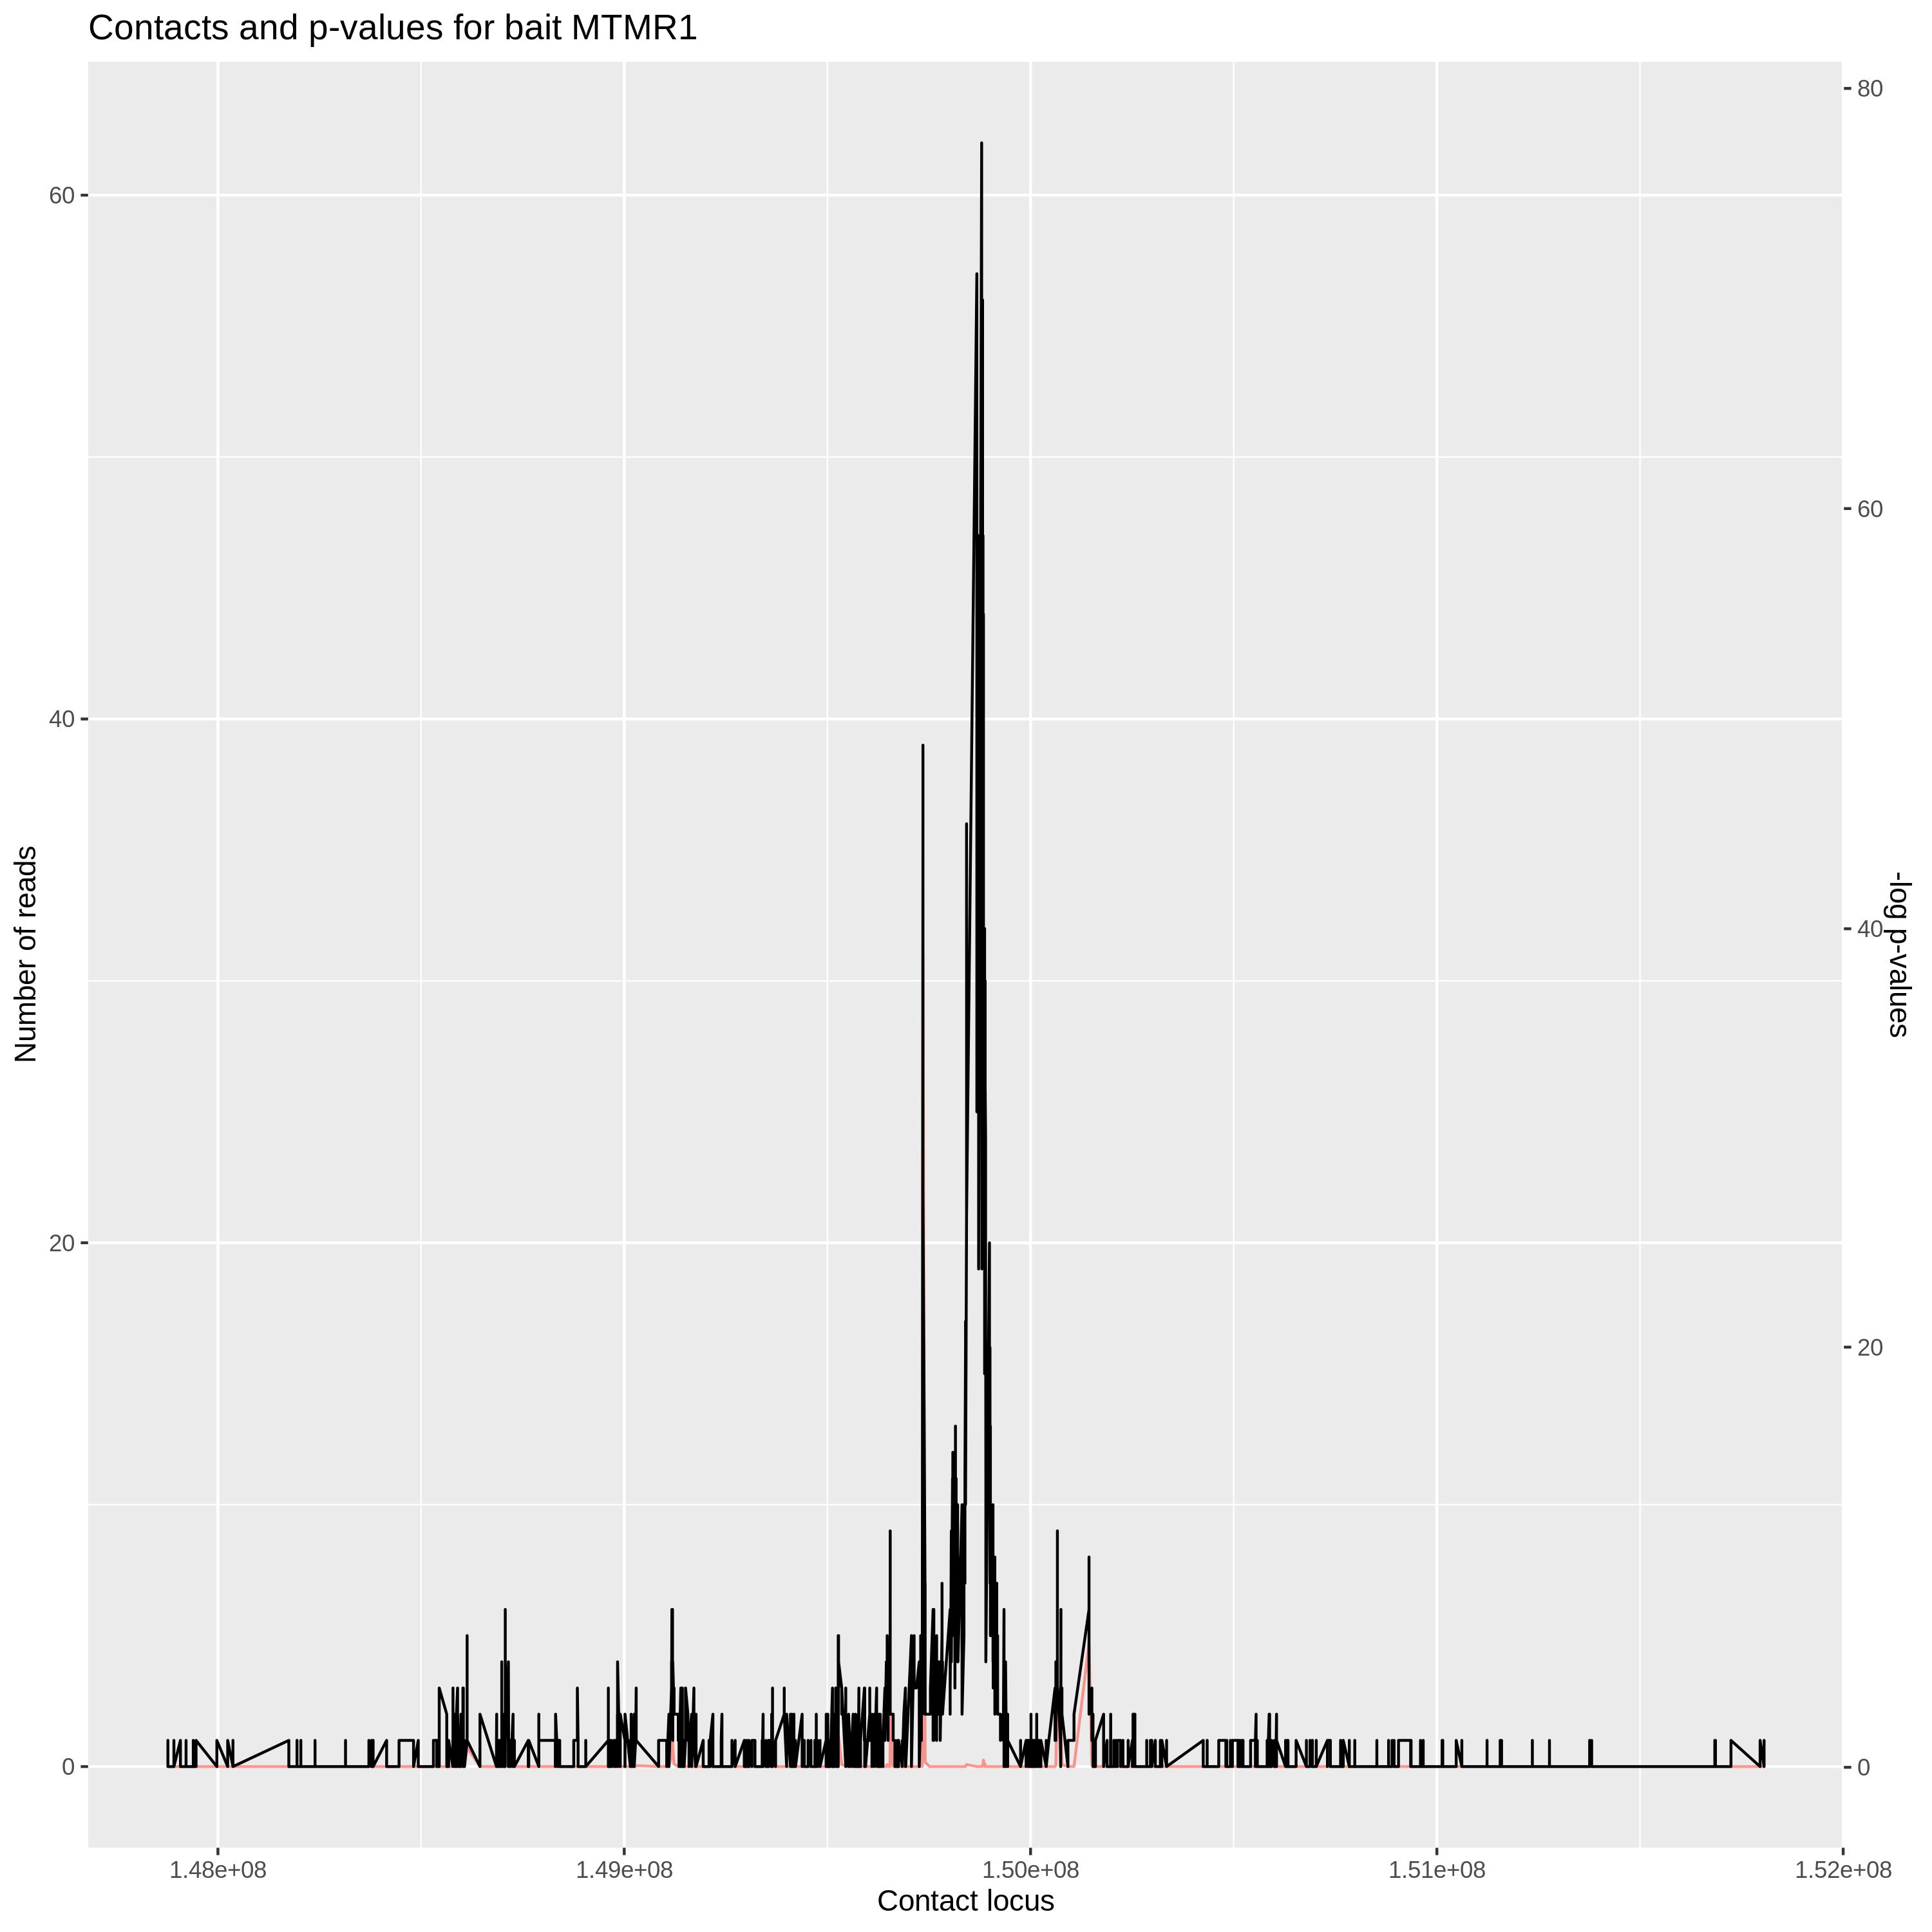 Contacts and p-values for bait MTMR1
80
60
60
40
40
20
20
0
0
Number of reads
-log p-values
1.48e+08 1.49e+08 1.50e+08 1.51e+08 1.52e+08
Contact locus